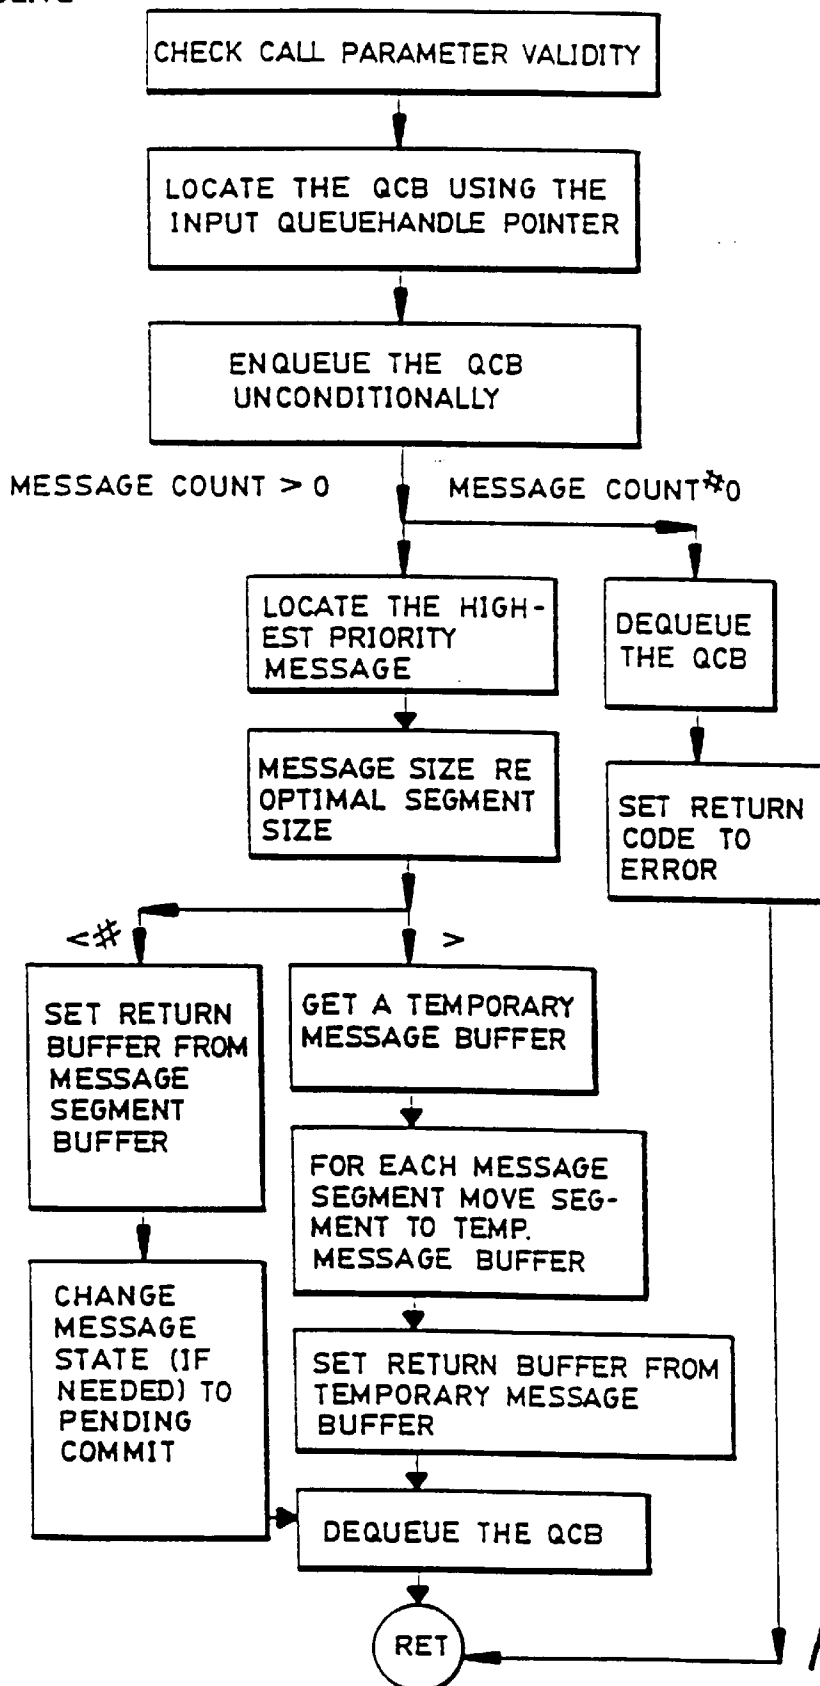 CHECK CALL PARAMETER VALIDITY
LOCATE THE QCB USING THE
INPUT QUEUEHANDLE POINTER
ENQUEUE THE QCB
UNCONDITIONALLY
MESSAGE COUNT > 0
MESSAGE COUNT # 0
LOCATE THE HIGH-
EST PRIORITY
MESSAGE
DEQUEUE
THE QCB
MESSAGE SIZE RE
OPTIMAL SEGMENT
SIZE
SET RETURN
CODE TO
ERROR
<#
>
SET RETURN
BUFFER FROM
MESSAGE
SEGMENT
BUFFER
GET A TEMPORARY
MESSAGE BUFFER
FOR EACH MESSAGE
SEGMENT MOVE SEG-
MENT TO TEMP.
MESSAGE BUFFER
CHANGE
MESSAGE
STATE (IF
NEEDED) TO
PENDING
COMMIT
SET RETURN BUFFER FROM
TEMPORARY MESSAGE
BUFFER
DEQUEUE THE QCB
RET